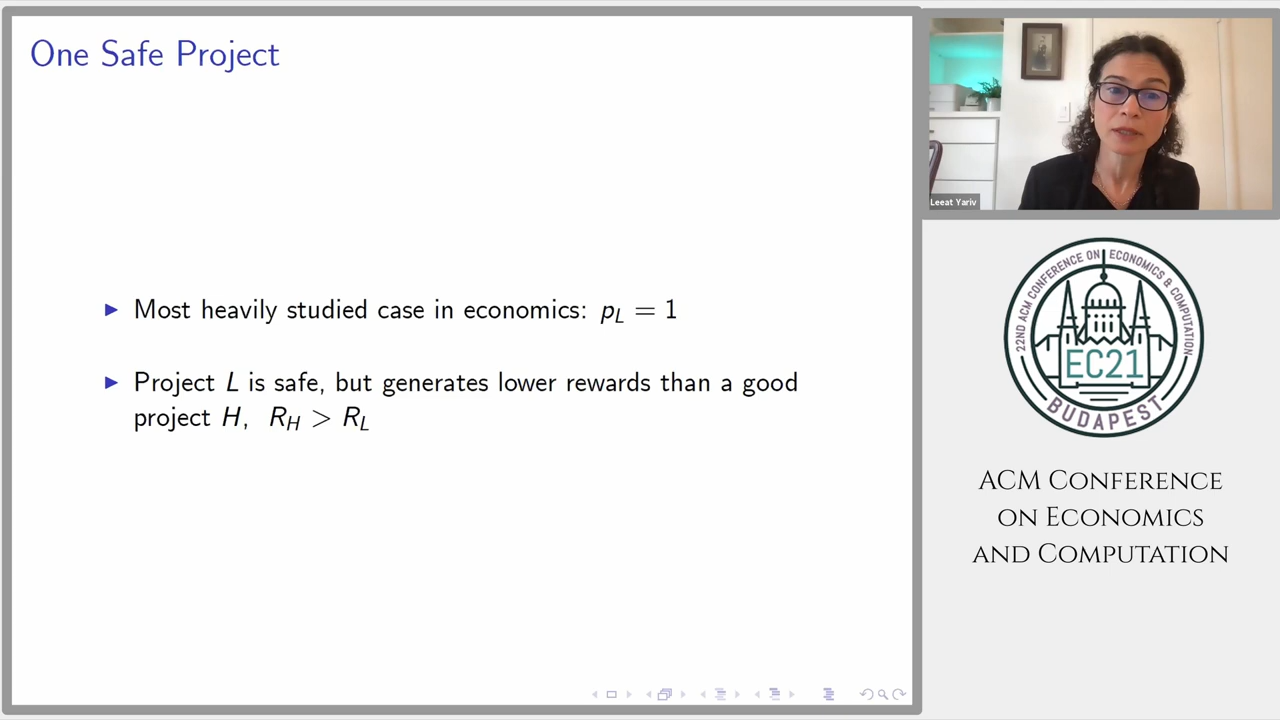 One Safe Project
▶ Most heavily studied case in economics: p_L = 1
▶ Project L is safe, but generates lower rewards than a good
project H, R_H > R_L
Leeat Yariv
22ND ACM CONFERENCE ON ECONOMICS & COMPUTATION
EC21
BUDAPEST
ACM Conference
on Economics
and Computation